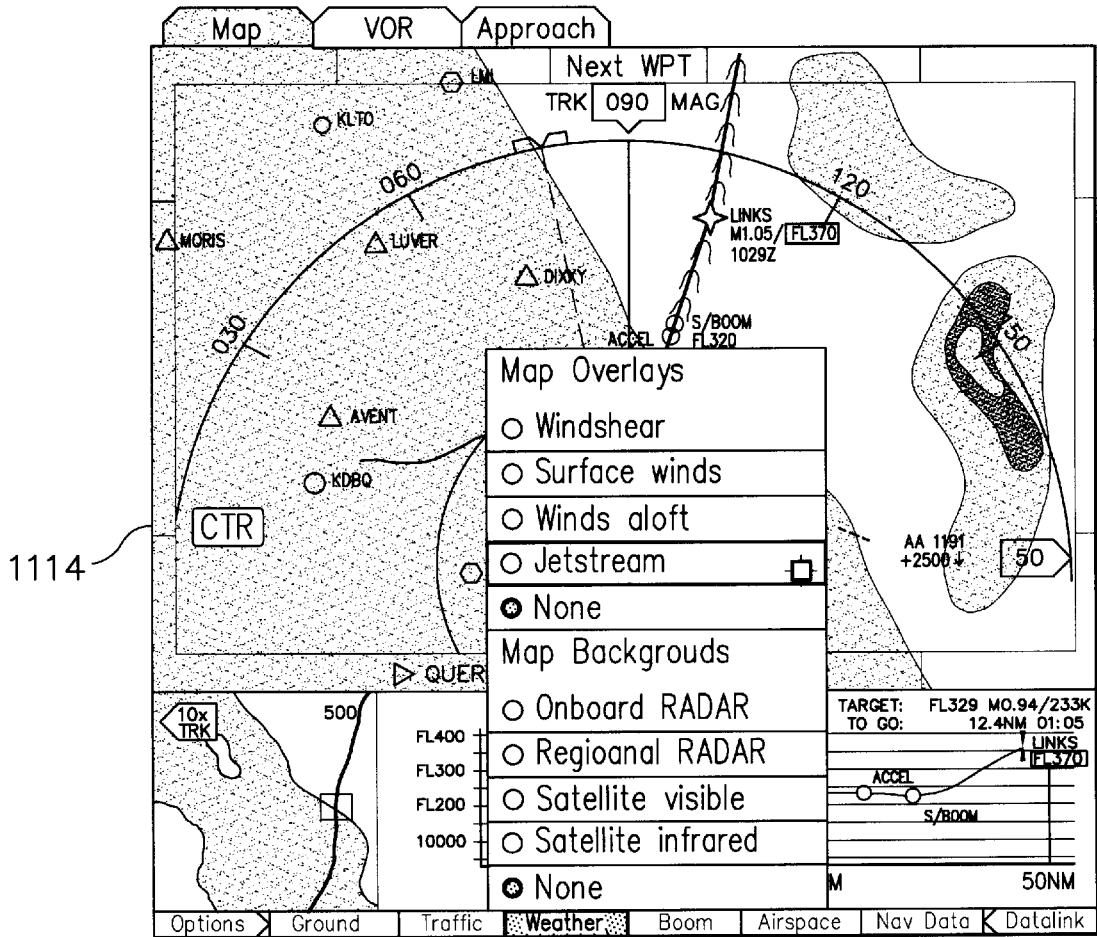 Map VOR Approach
Next WPT
LMI
TRK 090 MAG
KLTO
060
120
LINKS
M1.05/FL370
1029Z
MORIS
LUVER
DIXKY
030
150
S/BOOM
FL320
ACCEL
Map Overlays
Windshear
Surface winds
Winds aloft
Jetstream
None
Map Backgrouds
Onboard RADAR
Regioanal RADAR
Satellite visible
Satellite infrared
None
AVENT
KDBQ
CTR
1114
AA 1191
+2500↓
50
QUER
10x
TRK
500
FL400
FL300
FL200
10000
TARGET: FL329 M0.94/233K
TO GO: 12.4NM 01:05
LINKS
FL370
ACCEL
S/BOOM
M
50NM
Options Ground Traffic Weather Boom Airspace Nav Data Datalink